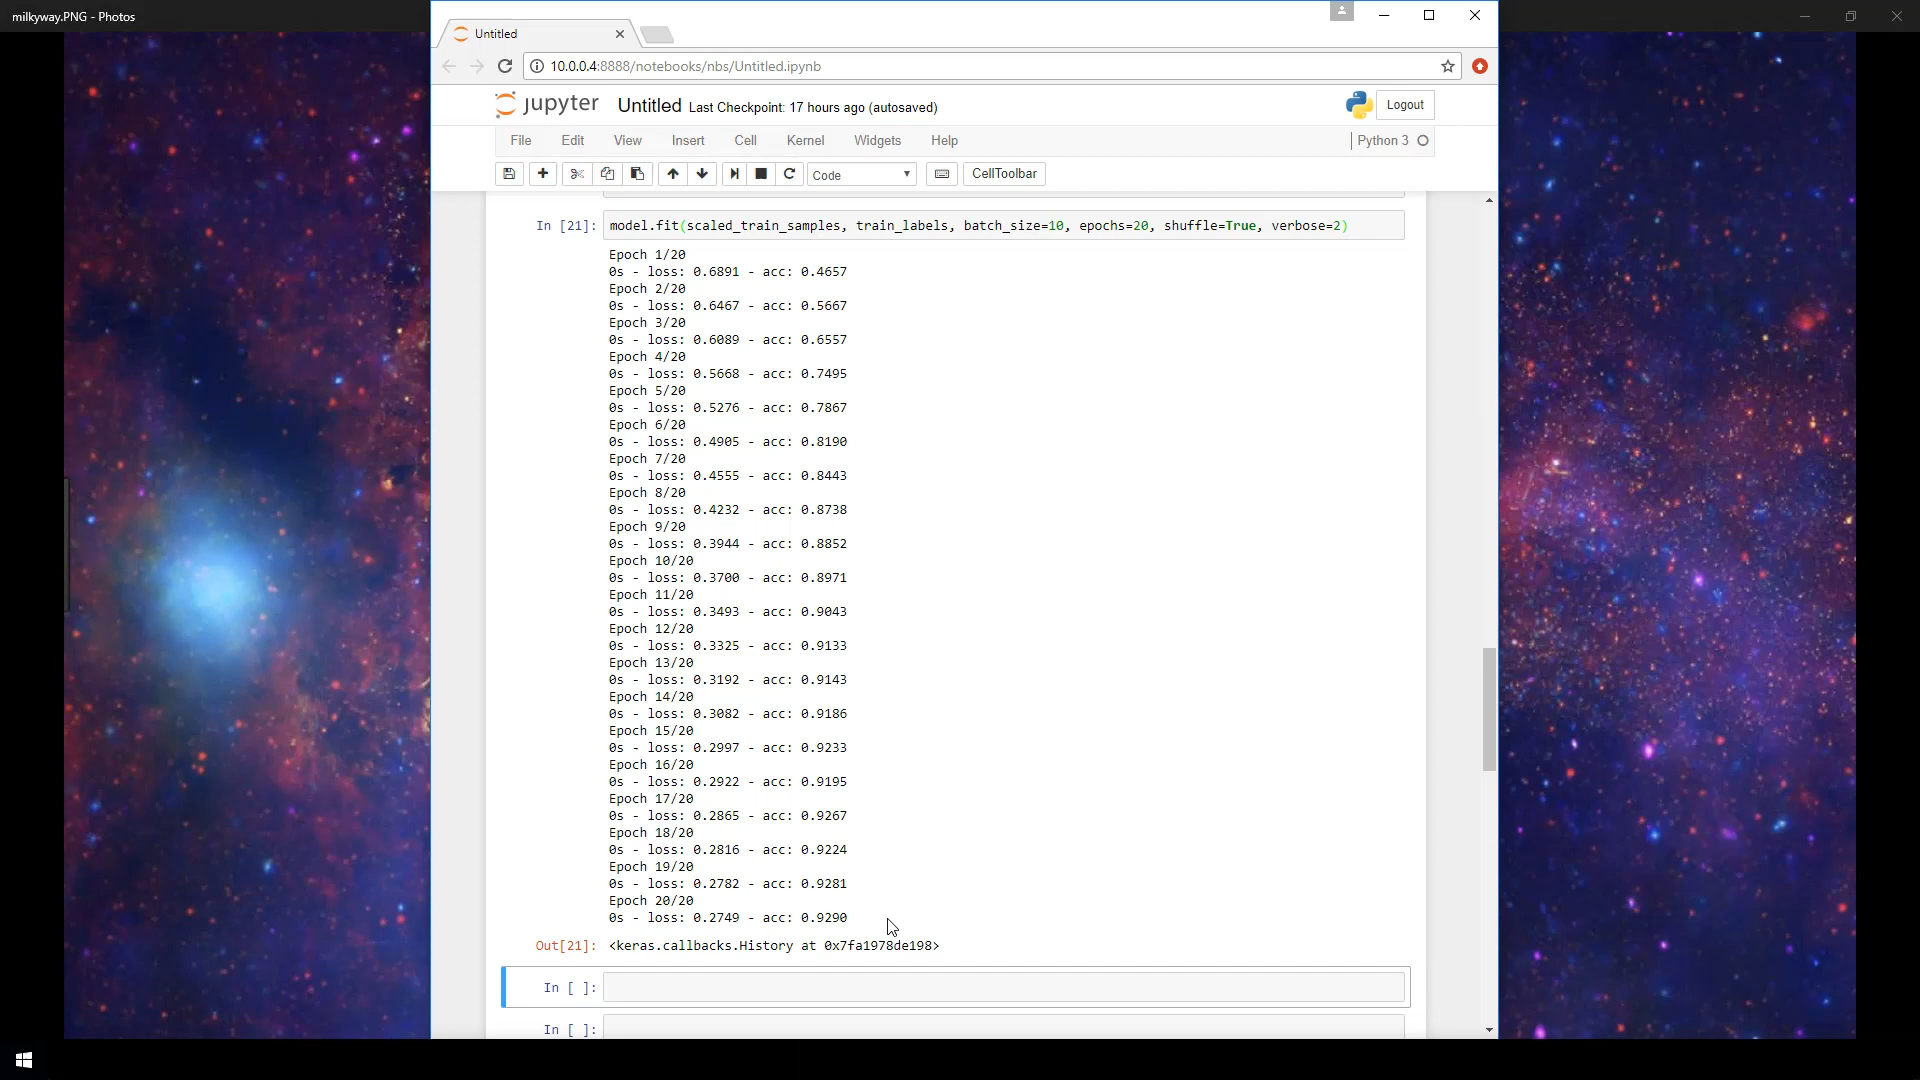 milkyway.PNG - Photos
Untitled
10.0.0.4:8888/notebooks/nbs/Untitled.ipynb
jupyter Untitled Last Checkpoint: 17 hours ago (autosaved) Logout
File Edit View Insert Cell Kernel Widgets Help Python 3
Code CellToolbar
In [21]: model.fit(scaled_train_samples, train_labels, batch_size=10, epochs=20, shuffle=True, verbose=2)
Epoch 1/20
0s - loss: 0.6891 - acc: 0.4657
Epoch 2/20
0s - loss: 0.6467 - acc: 0.5667
Epoch 3/20
0s - loss: 0.6089 - acc: 0.6557
Epoch 4/20
0s - loss: 0.5668 - acc: 0.7495
Epoch 5/20
0s - loss: 0.5276 - acc: 0.7867
Epoch 6/20
0s - loss: 0.4905 - acc: 0.8190
Epoch 7/20
0s - loss: 0.4555 - acc: 0.8443
Epoch 8/20
0s - loss: 0.4232 - acc: 0.8738
Epoch 9/20
0s - loss: 0.3944 - acc: 0.8852
Epoch 10/20
0s - loss: 0.3700 - acc: 0.8971
Epoch 11/20
0s - loss: 0.3493 - acc: 0.9043
Epoch 12/20
0s - loss: 0.3325 - acc: 0.9133
Epoch 13/20
0s - loss: 0.3192 - acc: 0.9143
Epoch 14/20
0s - loss: 0.3082 - acc: 0.9186
Epoch 15/20
0s - loss: 0.2997 - acc: 0.9233
Epoch 16/20
0s - loss: 0.2922 - acc: 0.9195
Epoch 17/20
0s - loss: 0.2865 - acc: 0.9267
Epoch 18/20
0s - loss: 0.2816 - acc: 0.9224
Epoch 19/20
0s - loss: 0.2782 - acc: 0.9281
Epoch 20/20
0s - loss: 0.2749 - acc: 0.9290
Out[21]: <keras.callbacks.History at 0x7fa1978de198>
In [ ]:
In [ ]: